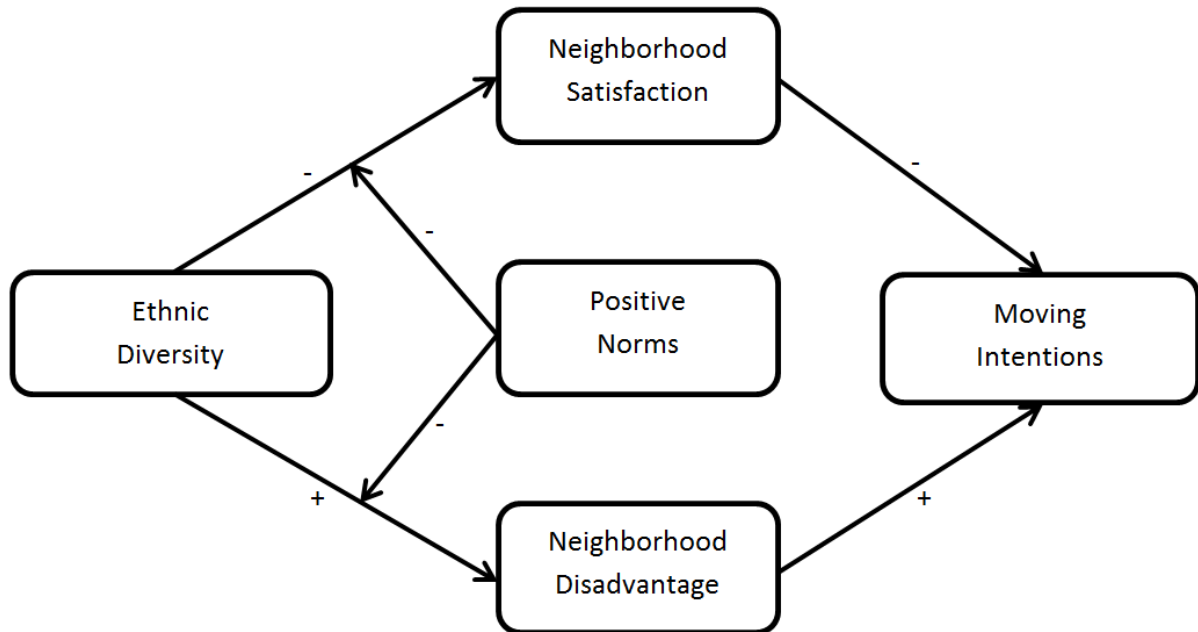 Neighborhood
Satisfaction
-
-
-
Ethnic
Diversity
Positive
Norms
Moving
Intentions
-
+
+
Neighborhood
Disadvantage